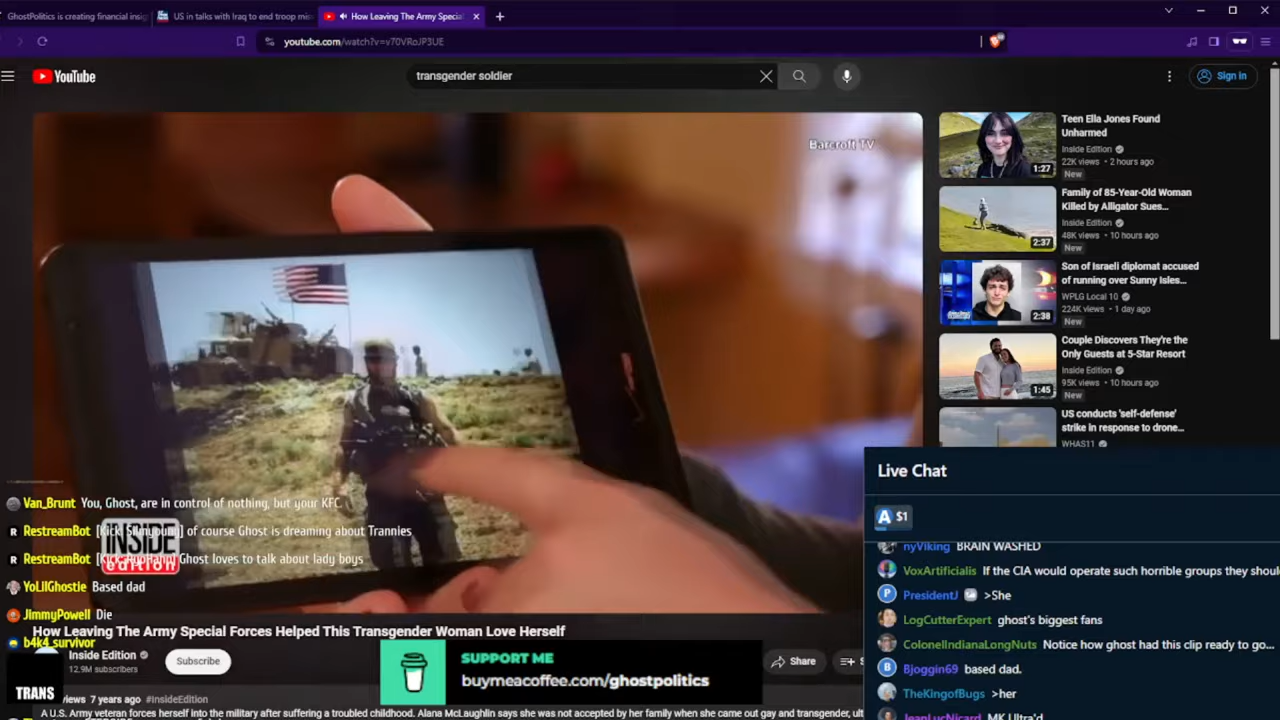 GhostPolitics is creating financial insig
US in talks with Iraq to end troop mis
How Leaving The Army Special
youtube.com/watch?v=v70VRoJP3UE
YouTube
transgender soldier
Sign in
Barcroft TV
INSIDE
edition
Van_Brunt You, Ghost, are in control of nothing, but your KFC.
RestreamBot of course Ghost is dreaming about Trannies
RestreamBot Ghost loves to talk about lady boys
YoLilGhostie Based dad
JimmyPowell Die
b4k4_survivor
How Leaving The Army Special Forces Helped This Transgender Woman Love Herself
Inside Edition
12.9M subscribers
Subscribe
Share
TRANS
SUPPORT ME
buymeacoffee.com/ghostpolitics
views 7 years ago #InsideEdition
A U.S. Army veteran forces herself into the military after suffering a troubled childhood. Alana McLaughlin says she was not accepted by her family when she came out gay and transgender, ult
Teen Ella Jones Found
Unharmed
Inside Edition
22K views • 2 hours ago
New
1:27
Family of 85-Year-Old Woman
Killed by Alligator Sues...
Inside Edition
48K views • 10 hours ago
New
2:37
Son of Israeli diplomat accused
of running over Sunny Isles...
WPLG Local 10
224K views • 1 day ago
New
2:38
Couple Discovers They're the
Only Guests at 5-Star Resort
Inside Edition
95K views • 10 hours ago
New
1:45
US conducts 'self-defense'
strike in response to drone...
WHAS11
Live Chat
A $1
nyViking BRAIN WASHED
VoxArtificialis If the CIA would operate such horrible groups they shoul
P PresidentJ >She
LogCutterExpert ghost's biggest fans
ColonelIndianaLongNuts Notice how ghost had this clip ready to go...
B Bjoggin69 based dad.
TheKingofBugs >her
JeanLucNicard MK Ultra'd